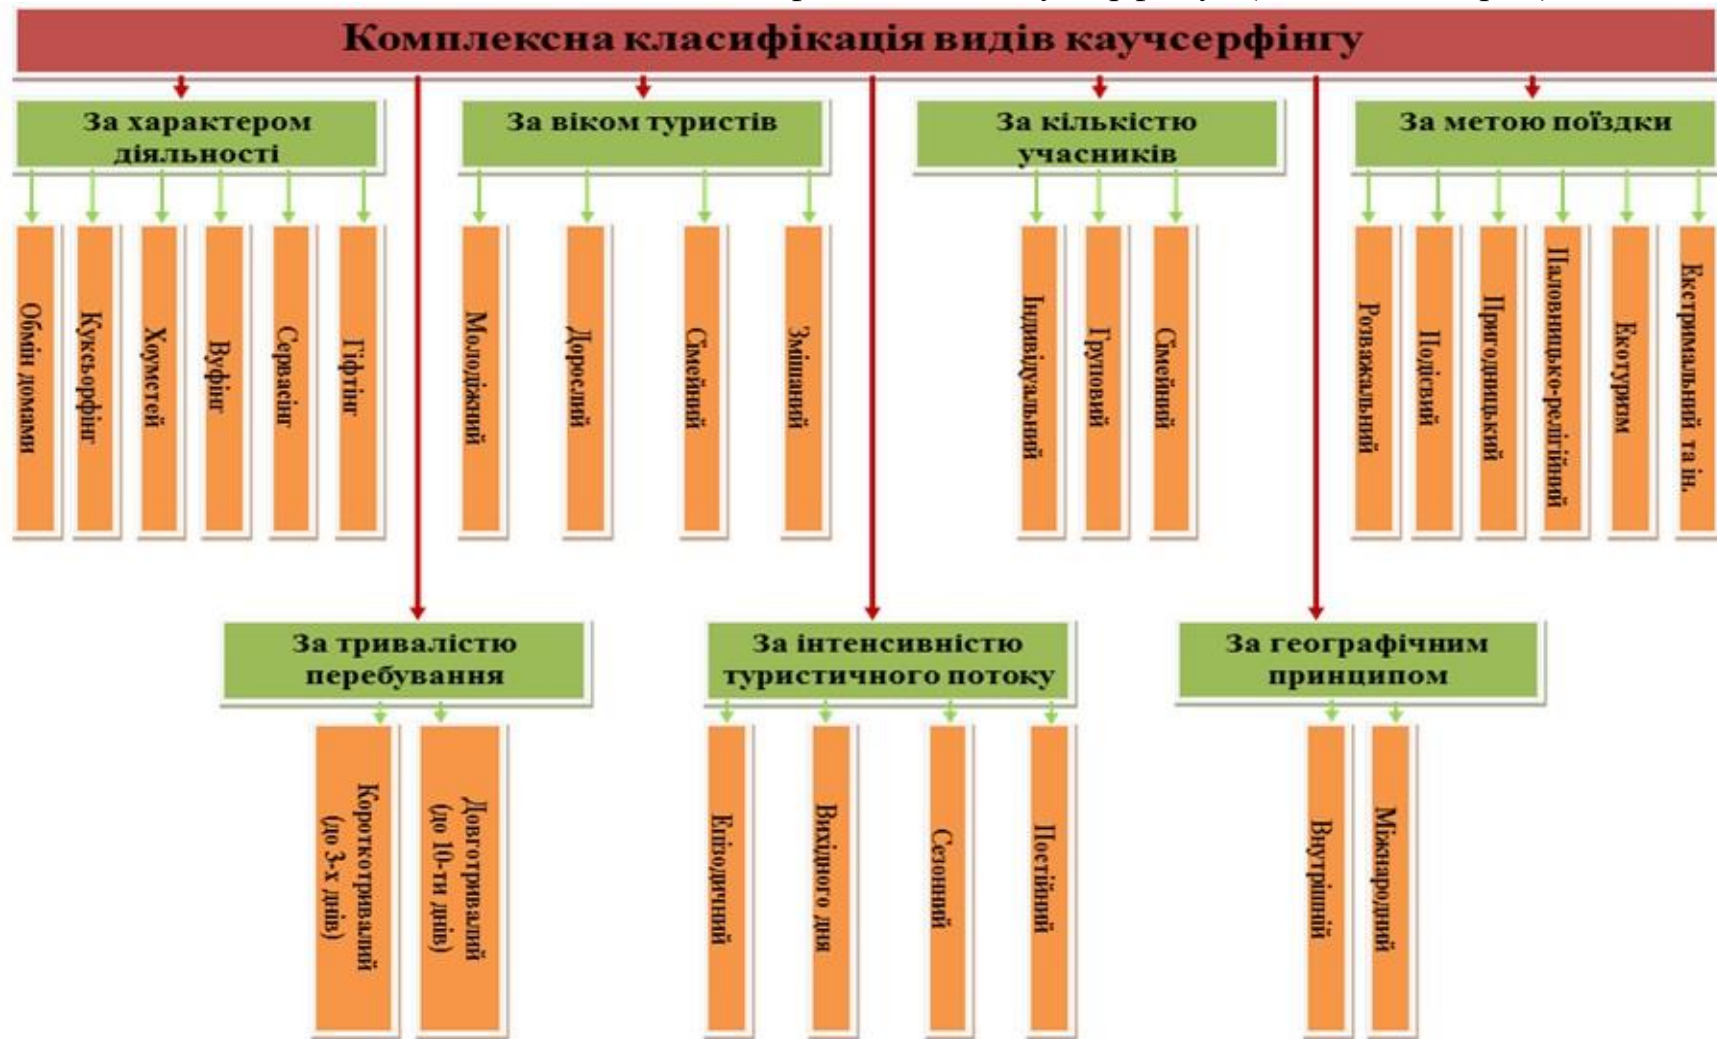 Комплексна класифікація видів каучсерфінгу
За характером
діяльності
За віком туристів
За кількістю
учасників
За метою поїздки
Обмін домами
Куксьорфінг
Хоумстей
Вуфінг
Сервасінг
Гіфтінг
Молодіжний
Дорослий
Сімейний
Змішаний
Індивідуальний
Груповий
Сімейний
Розважальний
Подієвий
Пригодницький
Паловницько-релігійний
Екотуризм
Екстримальний та ін.
За тривалістю
перебування
За інтенсивністю
туристичного потоку
За географічним
принципом
Короткотривалий
(до 3-х днів)
Довготривалий
(до 10-ти днів)
Епізодичний
Вихідного дня
Сезонний
Постійний
Внутрішній
Міжнародний